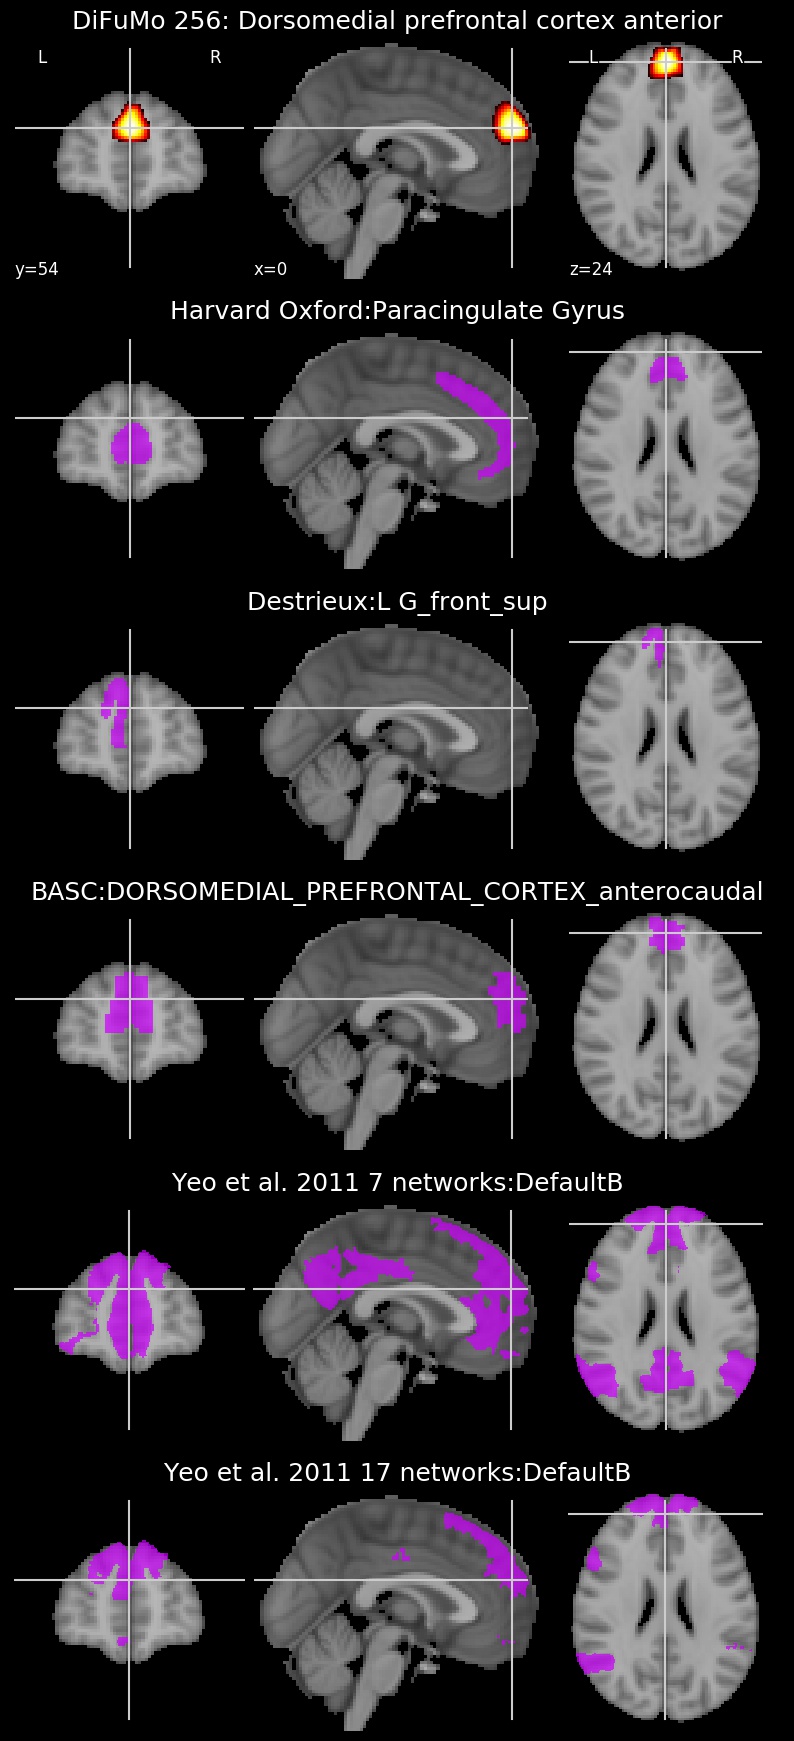 DiFuMo 256: Dorsomedial prefrontal cortex anterior
L R L R
y=54 x=0 z=24
Harvard Oxford:Paracingulate Gyrus
Destrieux:L G_front_sup
BASC:DORSOMEDIAL_PREFRONTAL_CORTEX_anterocaudal
Yeo et al. 2011 7 networks:DefaultB
Yeo et al. 2011 17 networks:DefaultB